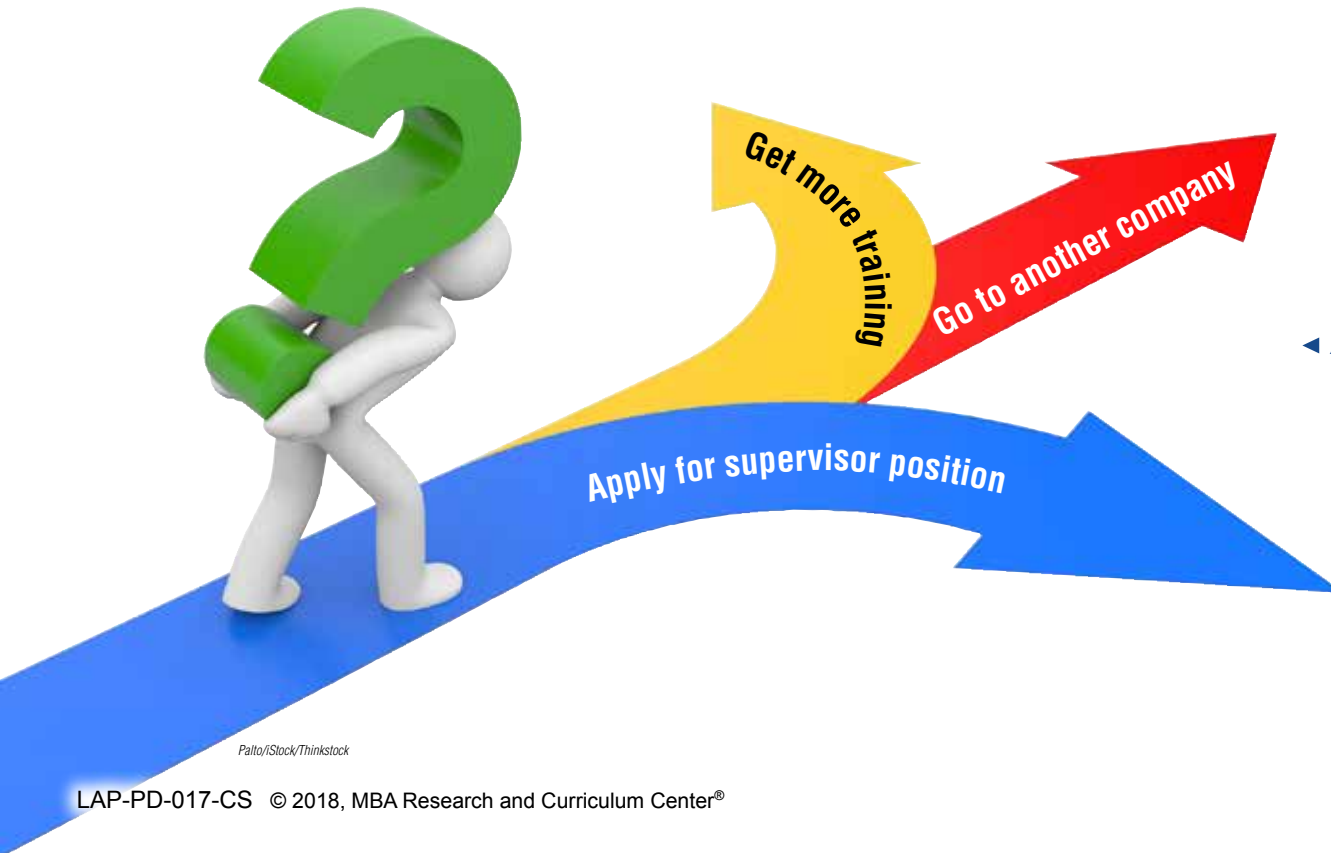 Get more training
Go to another company
Apply for supervisor position
Palto/iStock/Thinkstock
LAP-PD-017-CS © 2018, MBA Research and Curriculum Center®